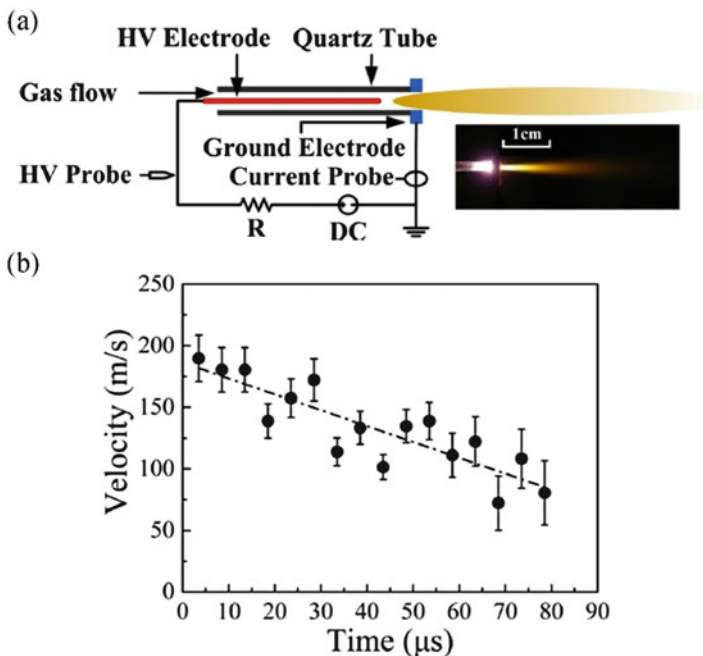 (a)
HV Electrode
Quartz Tube
Gas flow
1cm
Ground Electrode
HV Probe
Current Probe
R
DC
(b)
250
200
150
100
50
0
Velocity (m/s)
0 10 20 30 40 50 60 70 80 90
Time (μs)